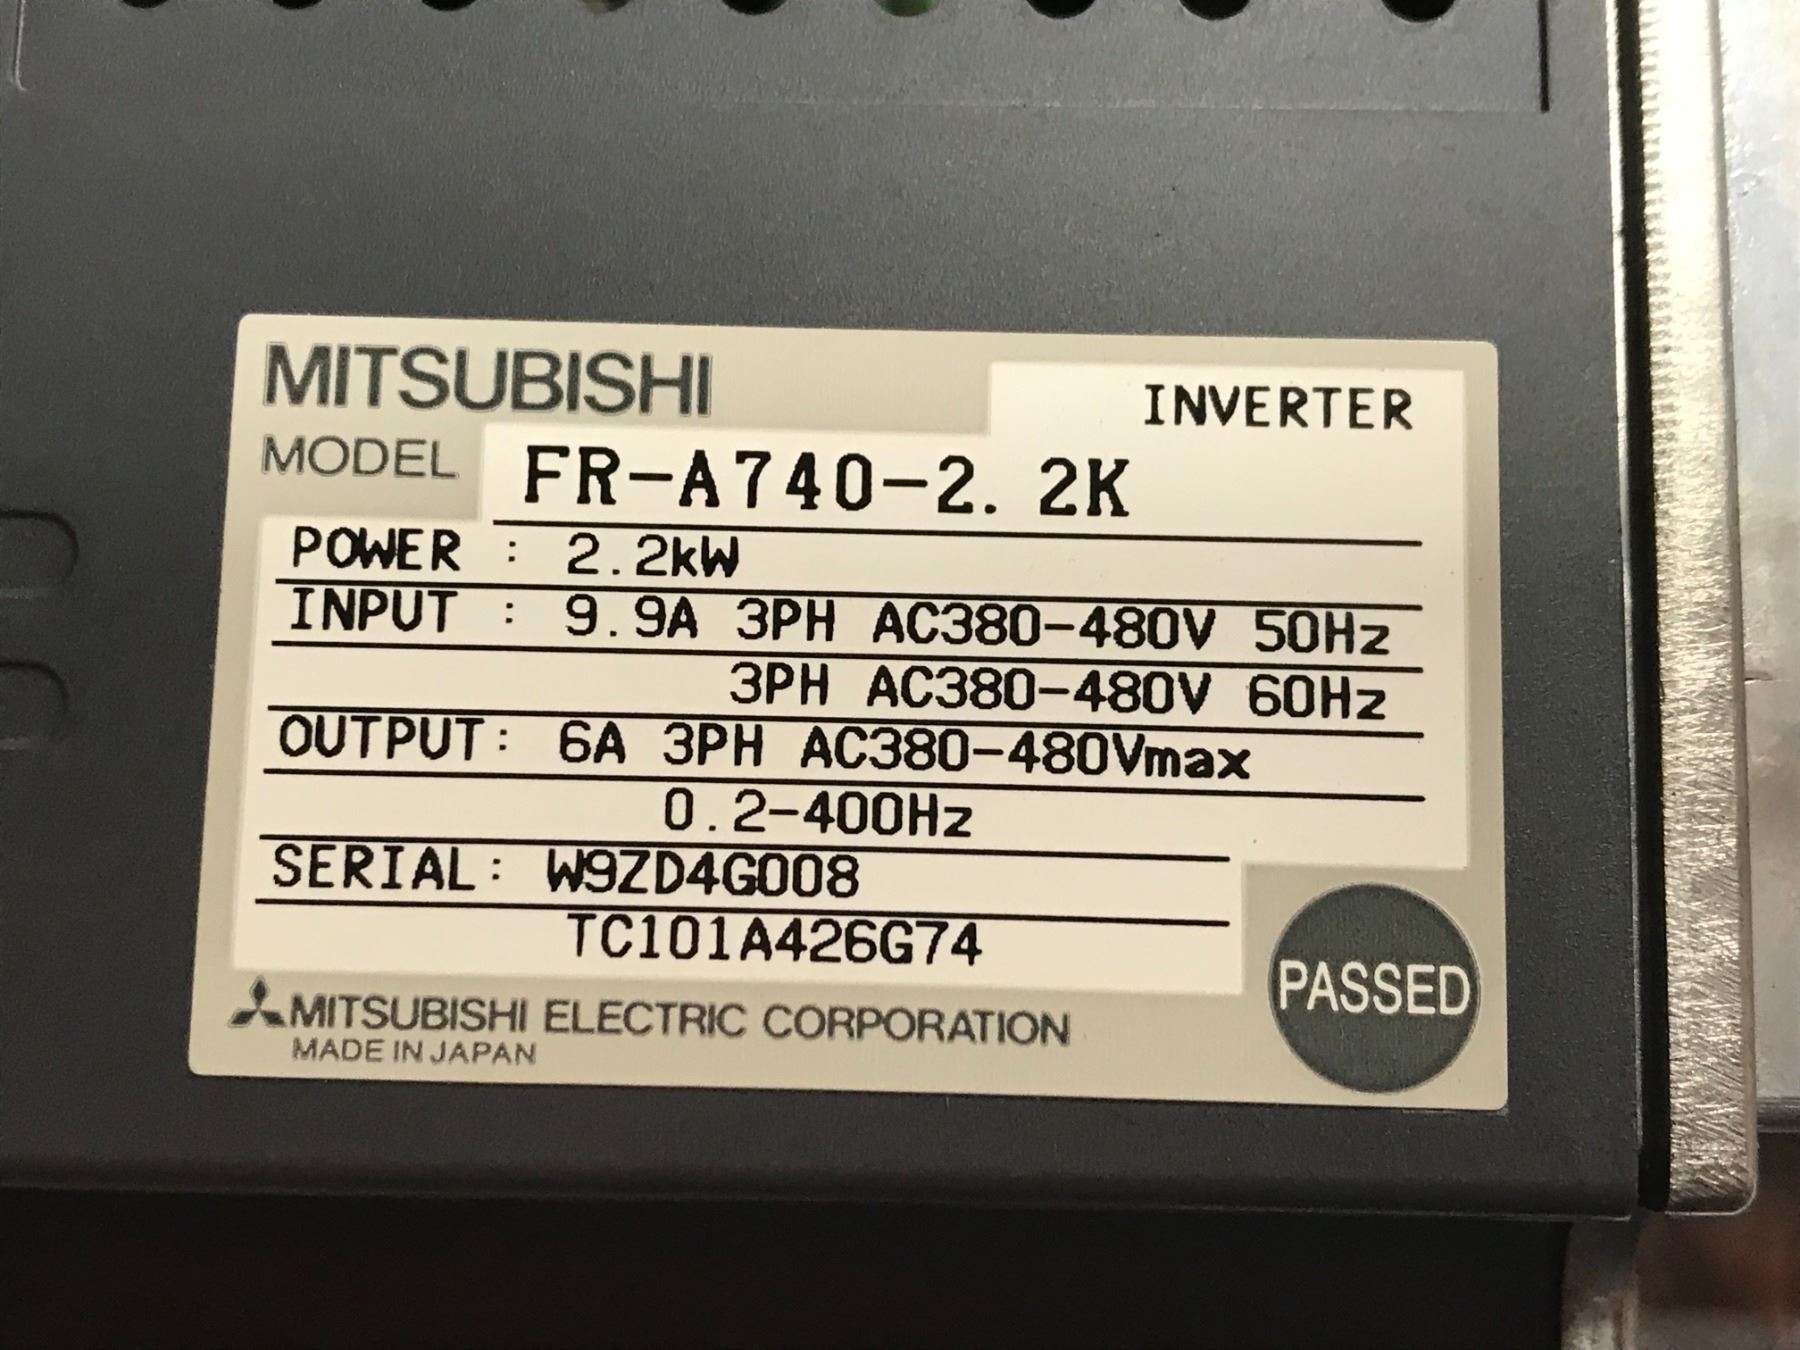 MITSUBISHI
INVERTER
MODEL FR-A740-2.2K
POWER : 2.2kW
INPUT : 9.9A 3PH AC380-480V 50Hz
3PH AC380-480V 60Hz
OUTPUT: 6A 3PH AC380-480Vmax
0.2-400Hz
SERIAL: W9ZD4G008
TC101A426G74
PASSED
MITSUBISHI ELECTRIC CORPORATION
MADE IN JAPAN